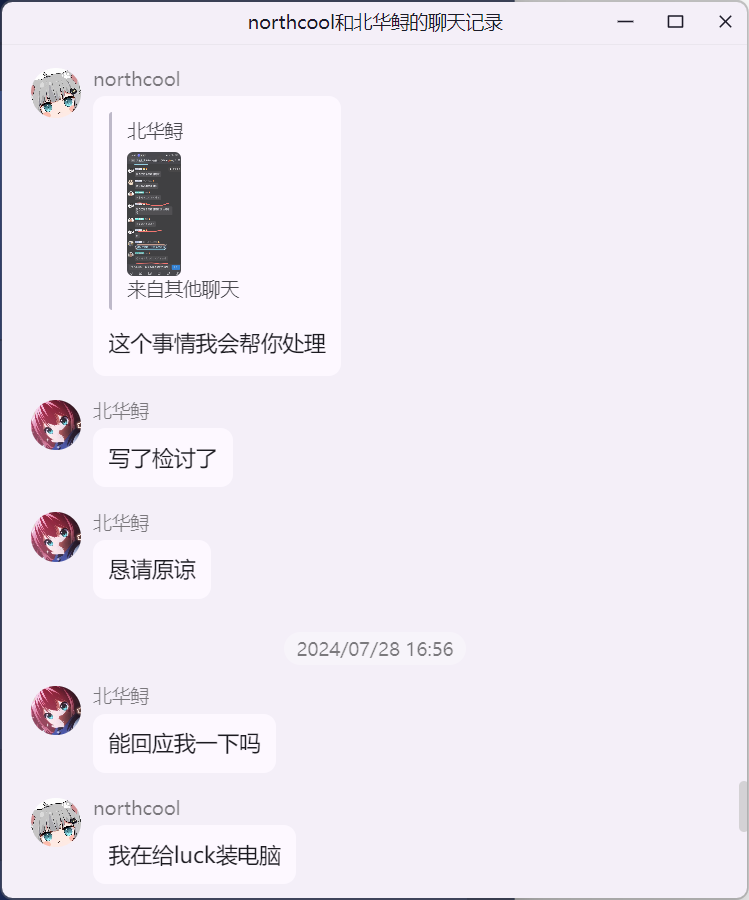 northcool和北华鲟的聊天记录
northcool
北华鲟
来自其他聊天
这个事情我会帮你处理
北华鲟
写了检讨了
北华鲟
恳请原谅
2024/07/28 16:56
北华鲟
能回应我一下吗
northcool
我在给luck装电脑